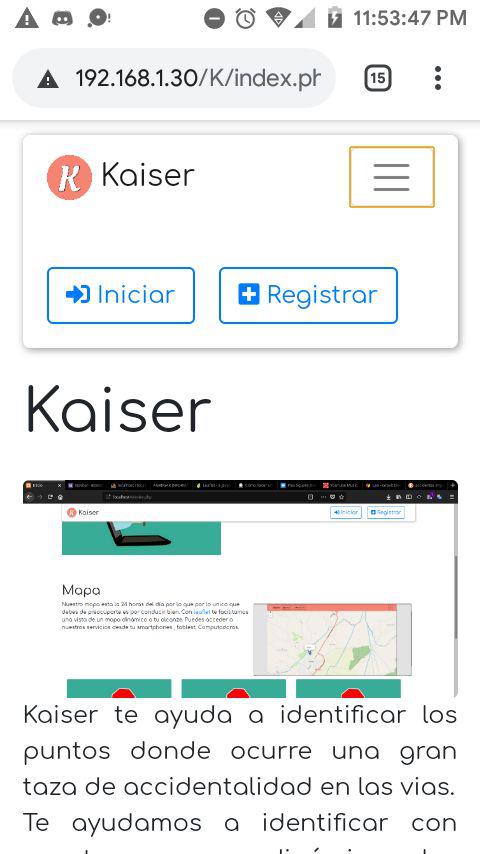 11:53:47 PM
192.168.1.30/K/index.ph
15
K Kaiser
Iniciar
Registrar
Kaiser
Kaiser
Iniciar
Registrar
Mapa
Nuestro mapa esta la 24 horas del dia por lo que por lo unico que
debes de preocuparte es por conducir bien. Con leaflet te facilitamos
una vista de un mapa dinámico a tu alcanze. Puedes acceder a
nuestros servicios desde tu smartphones, tablest, Computadoras.
Kaiser te ayuda a identificar los
puntos donde ocurre una gran
taza de accidentalidad en las vias.
Te ayudamos a identificar con